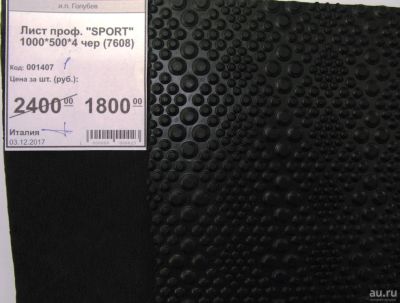 и.п. Голубев
Лист проф. "SPORT"
1000*500*4 чер (7608)
Код: 001407
Цена за шт. (руб.):
2400 00 1800 00
Италия
03.12.2017
au.ru